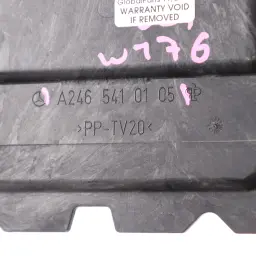 WARRANTY VOID
IF REMOVED
W176
A246 541 01 05
>PP-TV20<